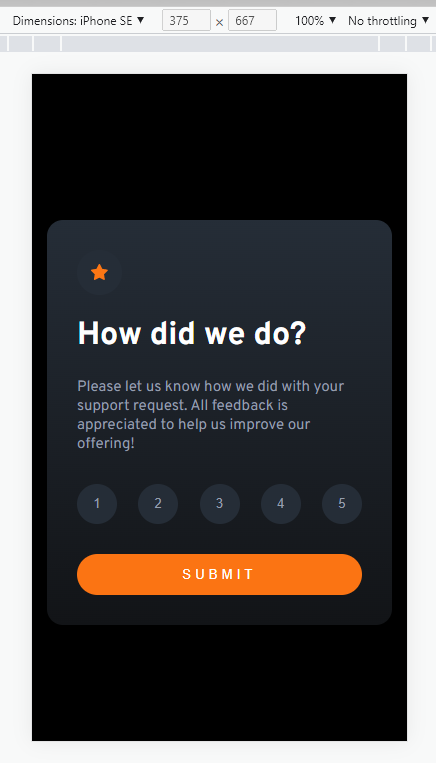 Dimensions: iPhone SE ▼ 375 × 667 100% ▼ No throttling ▼
How did we do?
Please let us know how we did with your
support request. All feedback is
appreciated to help us improve our
offering!
1 2 3 4 5
SUBMIT